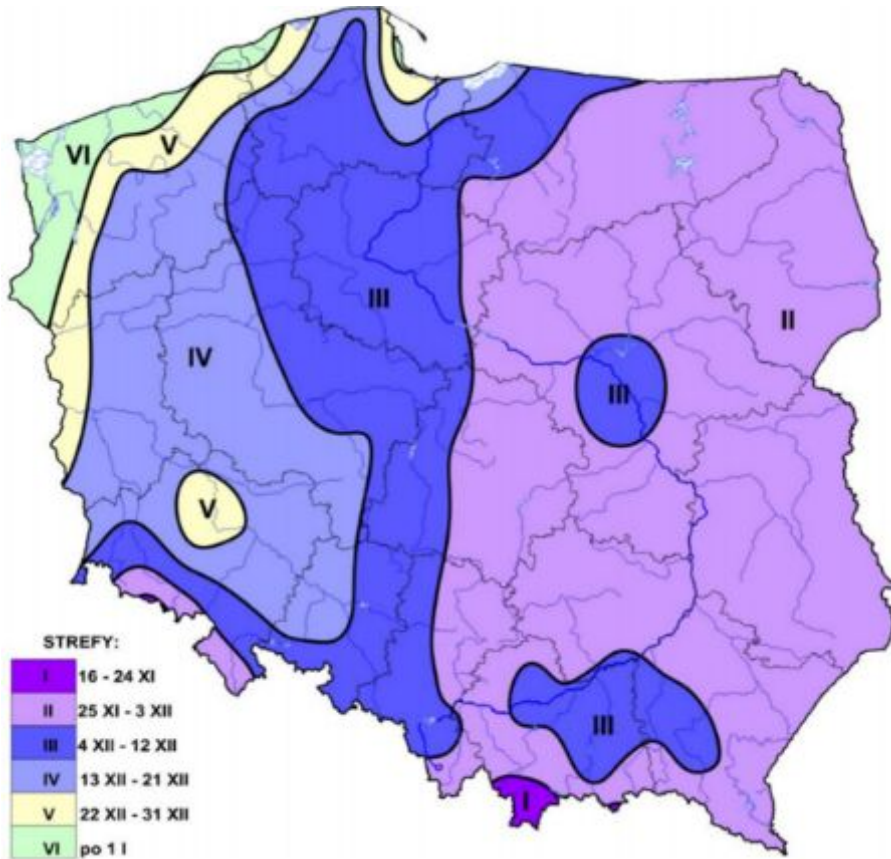 VI
V
III
II
IV
III
V
III
I
STREFY:
I 16 - 24 XI
II 25 XI - 3 XII
III 4 XII - 12 XII
IV 13 XII - 21 XII
V 22 XII - 31 XII
VI po 1 I